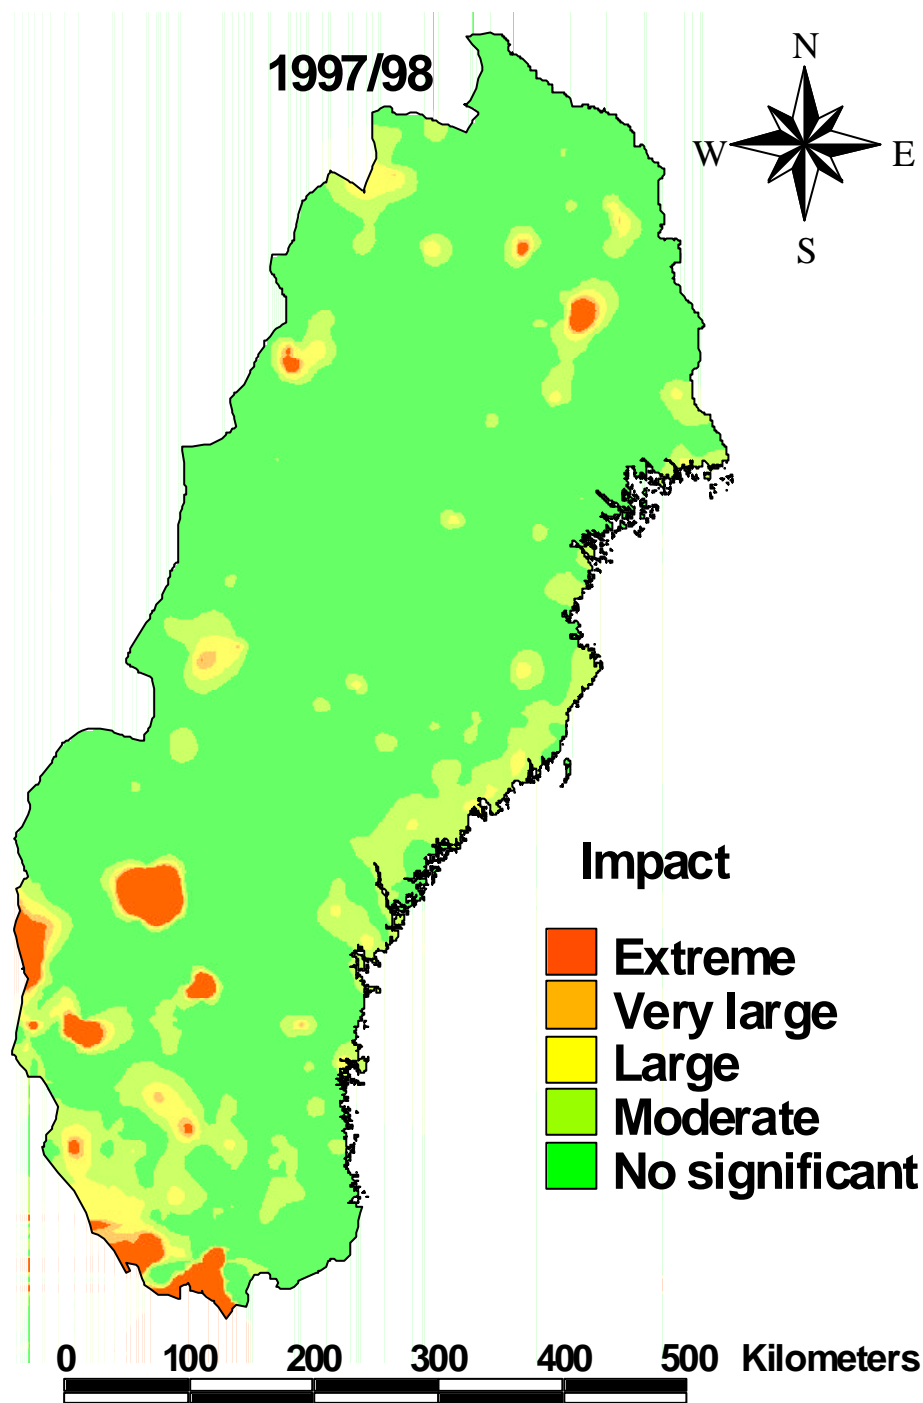 1997/98
N
W E
S
Impact
Extreme
Very large
Large
Moderate
No significant
0 100 200 300 400 500 Kilometers